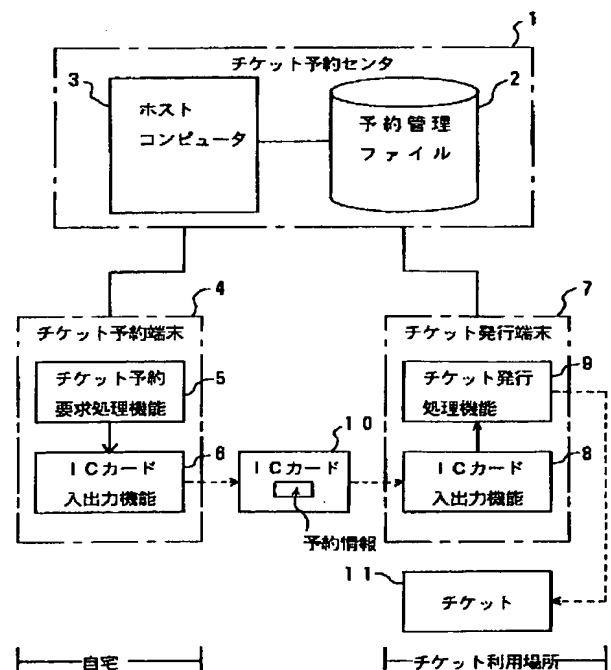 1
チケット予約センタ
3
ホスト
コンピュータ
2
予約管理
ファイル
4
チケット予約端末
チケット予約
要求処理機能
5
ICカード
入出力機能
6
10
ICカード
予約情報
7
チケット発行端末
チケット発行
処理機能
9
ICカード
入出力機能
8
11
チケット
自宅
チケット利用場所